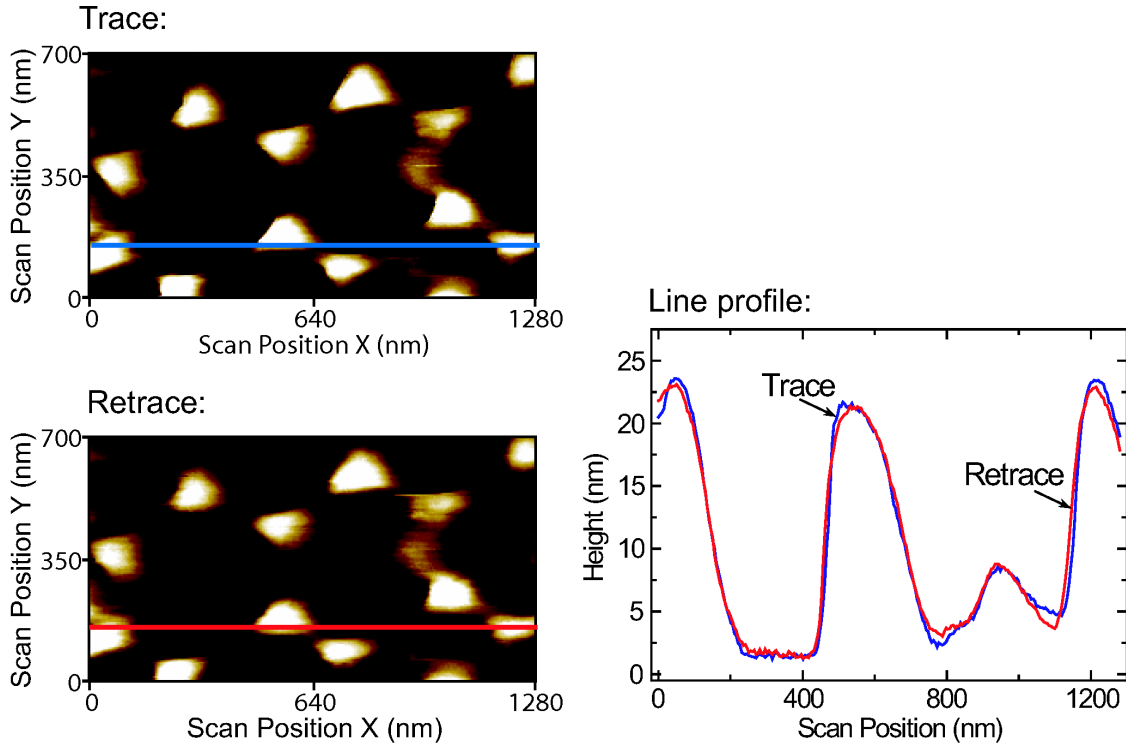 Trace:
Scan Position Y (nm)
700
350
0
0
640
1280
Scan Position X (nm)
Retrace:
Scan Position Y (nm)
700
350
0
0
640
1280
Scan Position X (nm)
Line profile:
Height (nm)
25
20
15
10
5
0
Trace
Retrace
0
400
800
1200
Scan Position (nm)